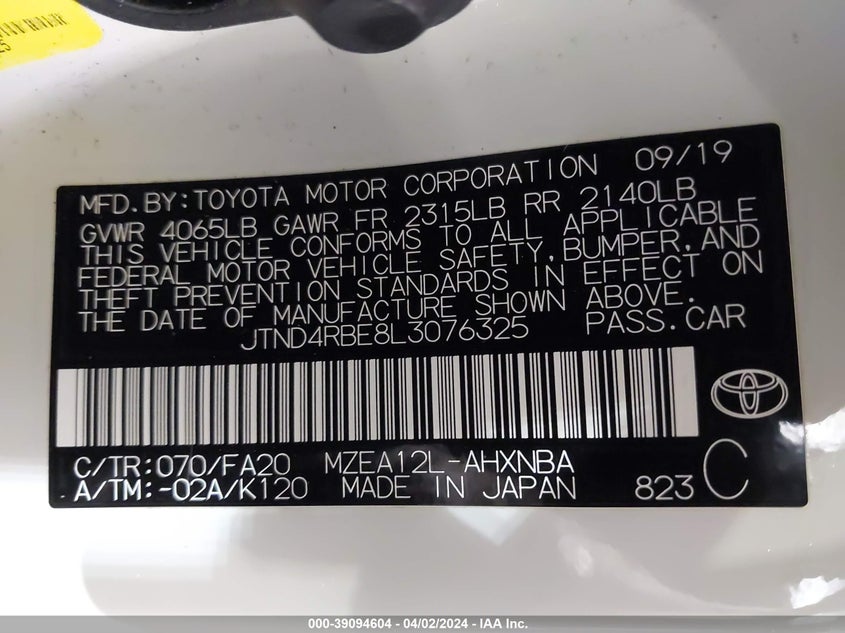 25
MFD.BY:TOYOTA MOTOR CORPORATION 09/19
GVWR 4065LB GAWR FR 2315LB RR 2140LB
THIS VEHICLE CONFORMS TO ALL APPLICABLE
FEDERAL MOTOR VEHICLE SAFETY,BUMPER,AND
THEFT PREVENTION STANDARDS IN EFFECT ON
THE DATE OF MANUFACTURE SHOWN ABOVE.
JTND4RBE8L3076325 PASS.CAR
C/TR:070/FA20 MZEA12L-AHXNBA
A/TM:-02A/K120 MADE IN JAPAN 823 C
000-39094604 | 04/02/2024 - IAA Inc.